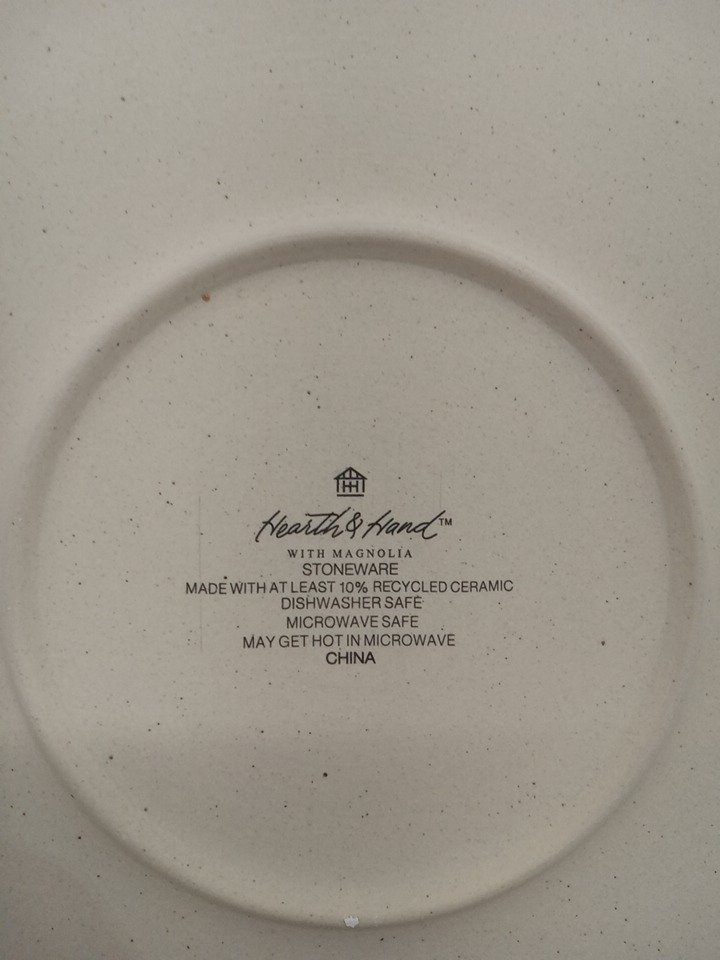 Hearth & Hand™
WITH MAGNOLIA
STONEWARE
MADE WITH AT LEAST 10% RECYCLED CERAMIC
DISHWASHER SAFE
MICROWAVE SAFE
MAY GET HOT IN MICROWAVE
CHINA